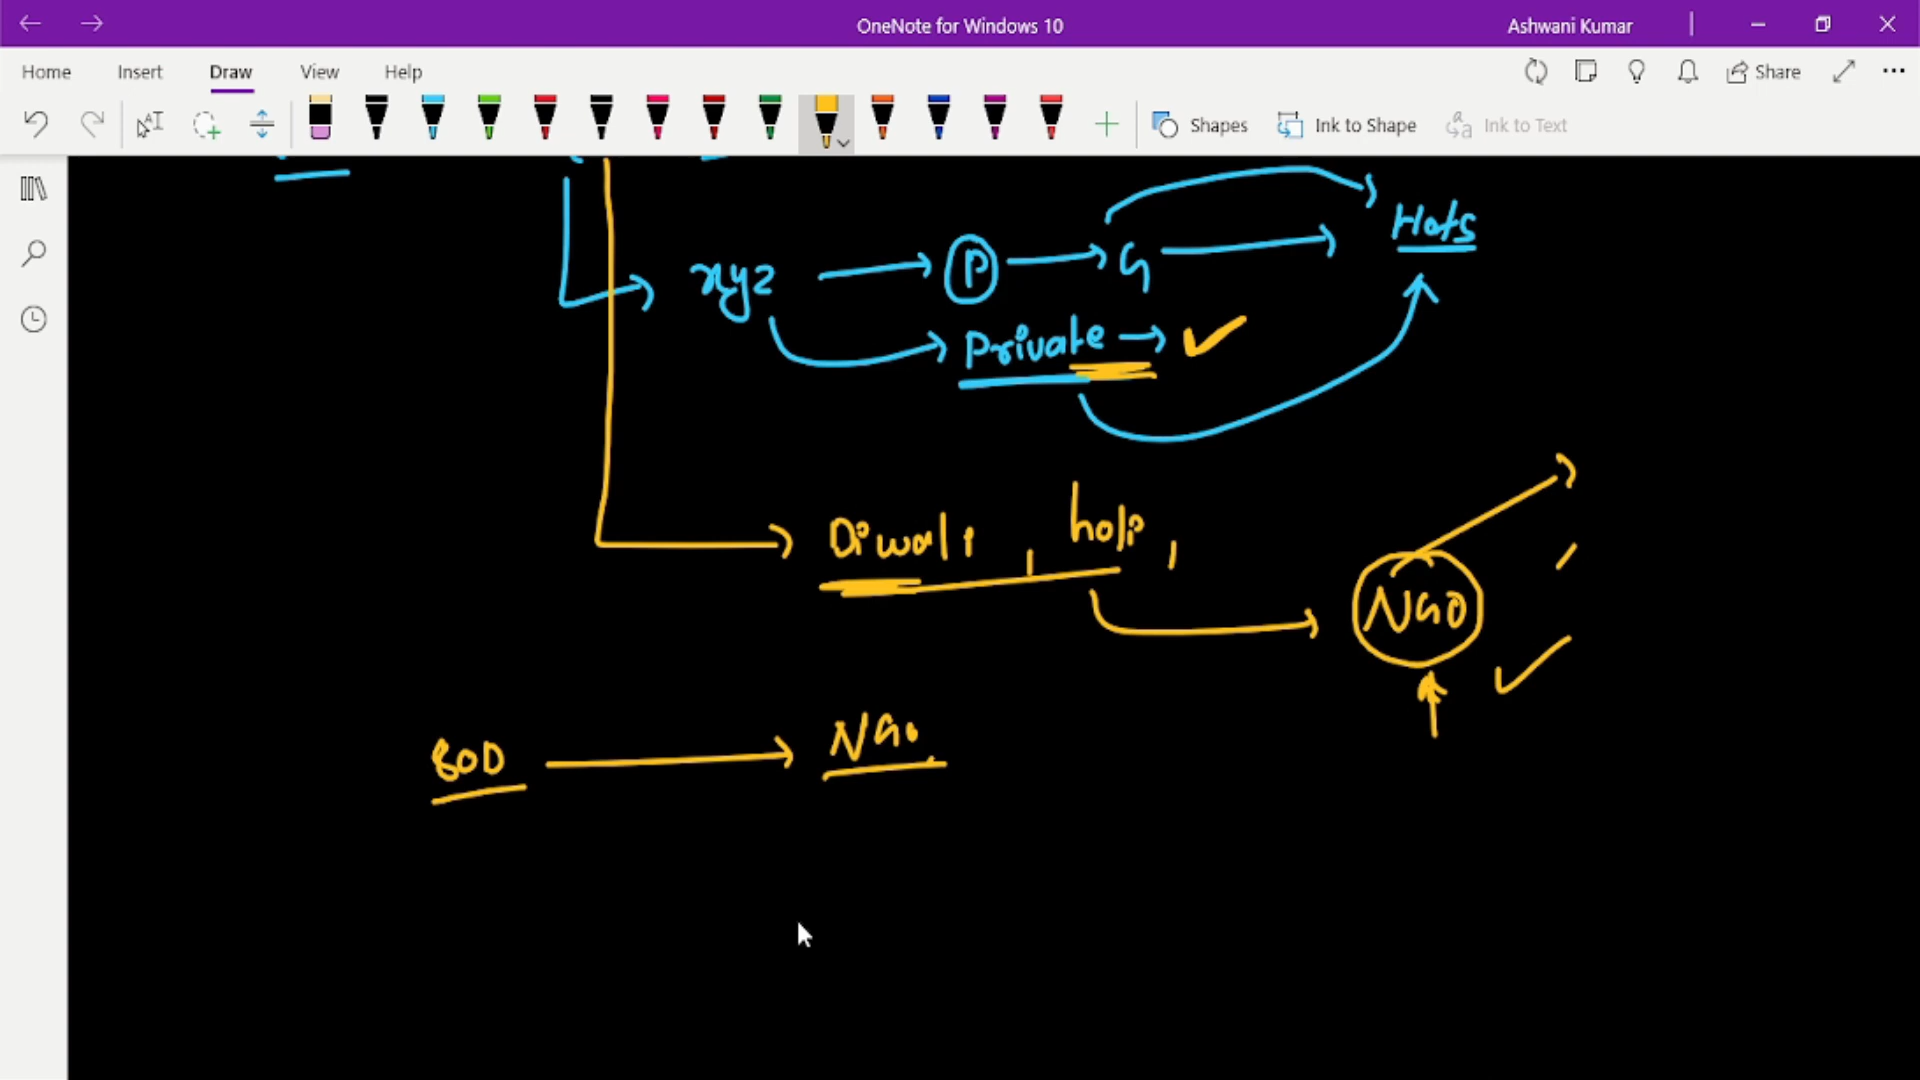 OneNote for Windows 10
Ashwani Kumar
Home Insert Draw View Help
Share
Shapes Ink to Shape Ink to Text
Hots
xyz → P → G →
Private → ✓
Diwali, holi,
NGO
✓
BOD → NGO